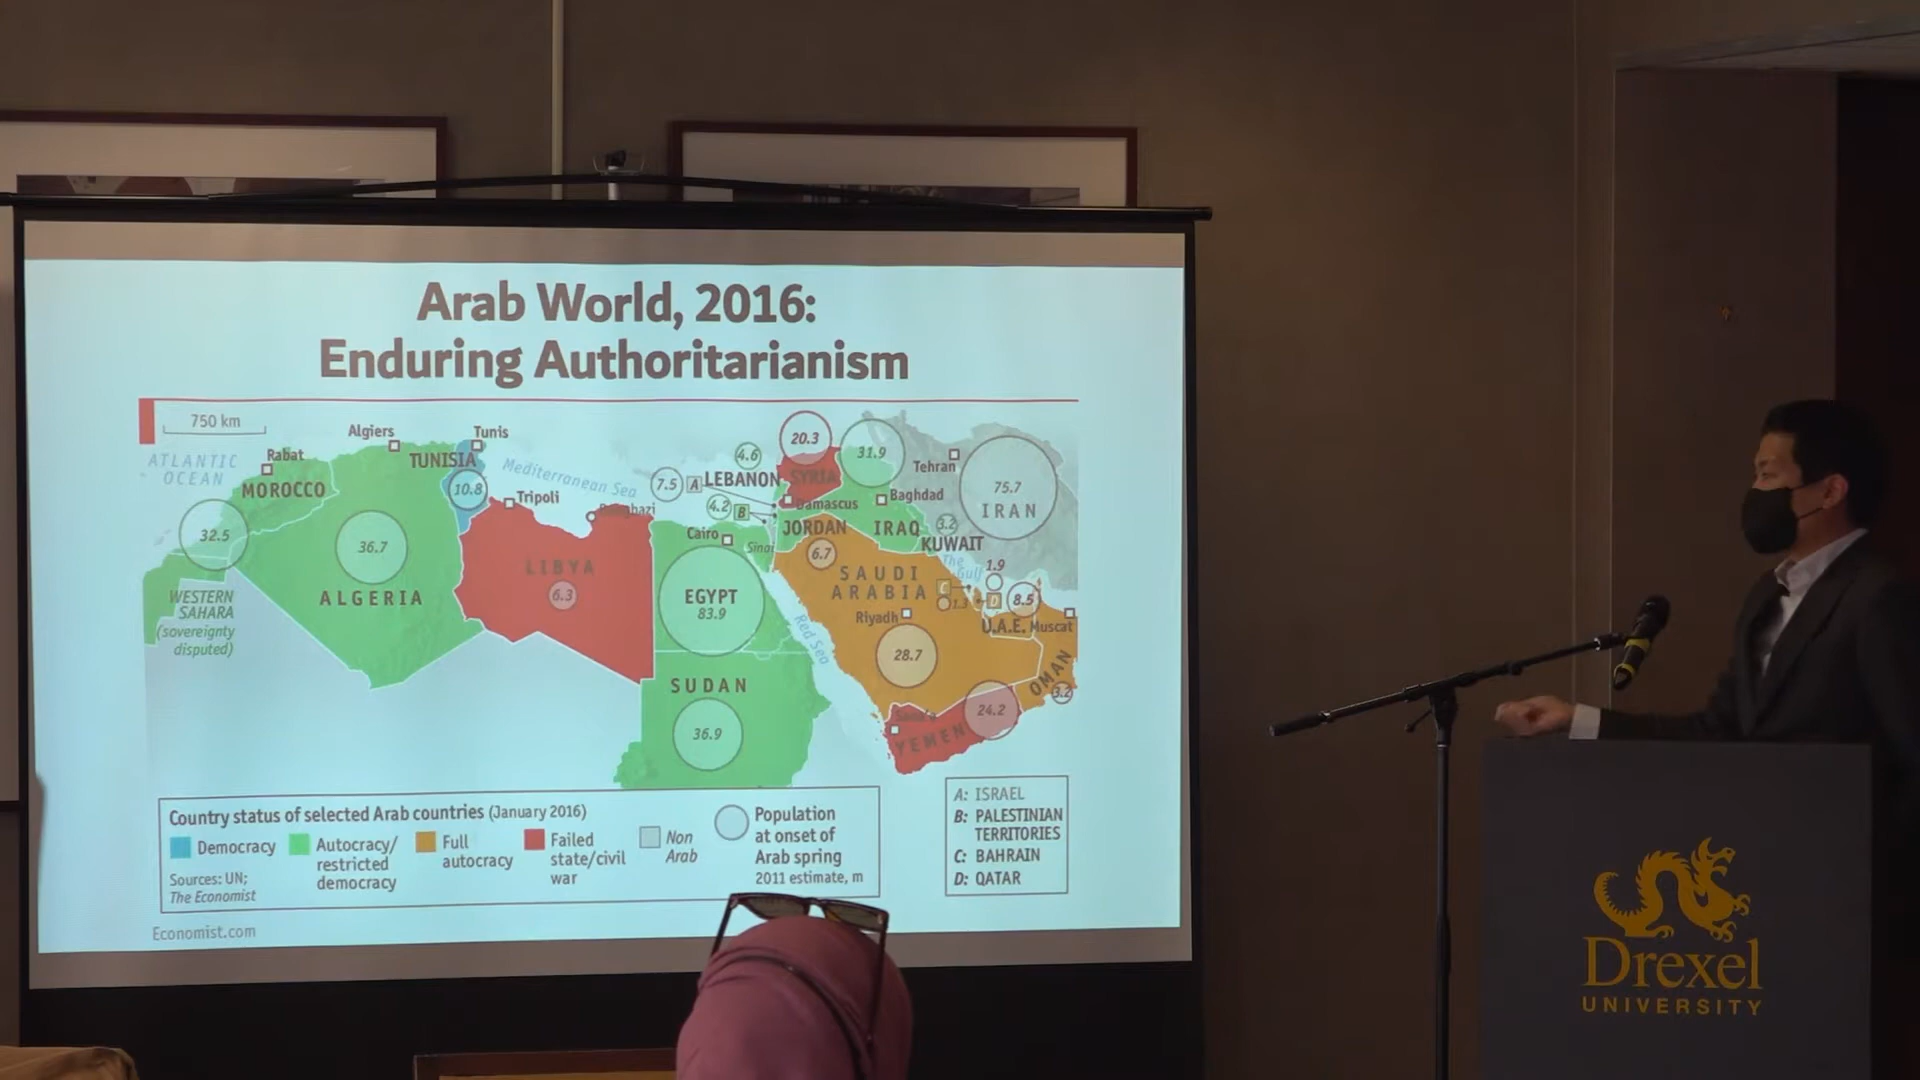 Arab World, 2016:
Enduring Authoritarianism
750 km
ATLANTIC
OCEAN
Rabat
MOROCCO
32.5
WESTERN
SAHARA
(sovereignty
disputed)
Algiers
36.7
ALGERIA
Tunis
TUNISIA
10.8
Mediterranean Sea
Tripoli
LIBYA
6.3
Cairo
Sinai
EGYPT
83.9
SUDAN
36.9
Red Sea
4.6
7.5 A LEBANON
4.2 B
20.3
SYRIA
Damascus
31.9
Baghdad
JORDAN
6.7
IRAQ
Tehran
75.7
IRAN
3.2
KUWAIT
The
Gulf
1.9
SAUDI
ARABIA
C
1.3
D
8.5
Riyadh
U.A.E.
Muscat
28.7
OMAN
3.2
24.2
YEMEN
Country status of selected Arab countries (January 2016)
Democracy
Autocracy/
restricted
democracy
Full
autocracy
Failed
state/civil
war
Non
Arab
Population
at onset of
Arab spring
2011 estimate, m
Sources: UN;
The Economist
A: ISRAEL
B: PALESTINIAN
TERRITORIES
C: BAHRAIN
D: QATAR
Economist.com
Drexel
UNIVERSITY